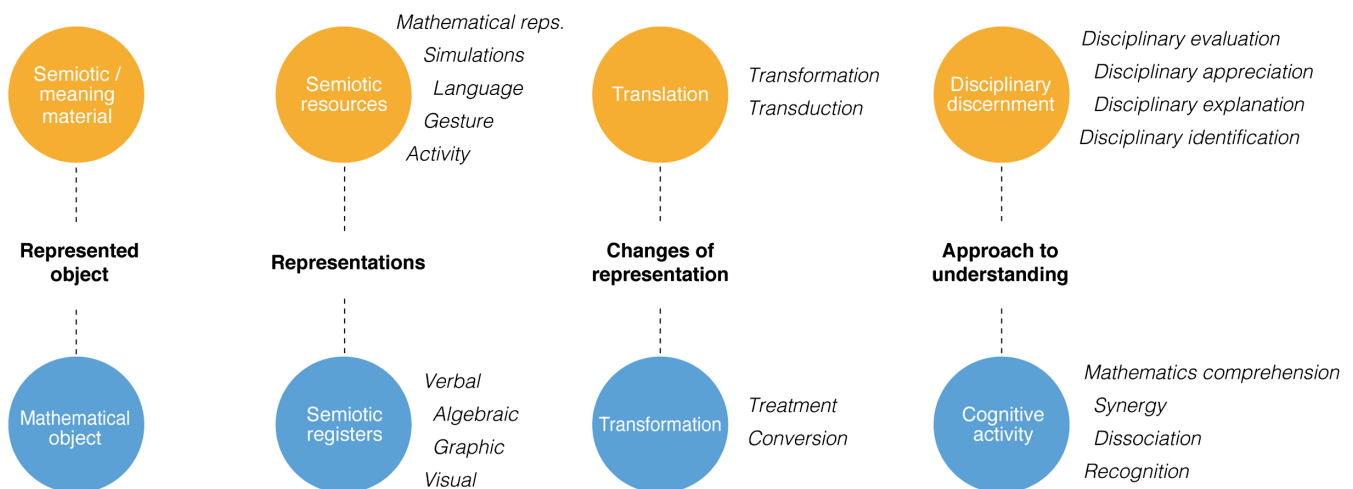 Semiotic /
meaning
material
Semiotic
resources
Mathematical reps.
Simulations
Language
Gesture
Activity
Translation
Transformation
Transduction
Disciplinary
discernment
Disciplinary evaluation
Disciplinary appreciation
Disciplinary explanation
Disciplinary identification
Represented
object
Representations
Changes of
representation
Approach to
understanding
Mathematical
object
Semiotic
registers
Verbal
Algebraic
Graphic
Visual
Transformation
Treatment
Conversion
Cognitive
activity
Mathematics comprehension
Synergy
Dissociation
Recognition